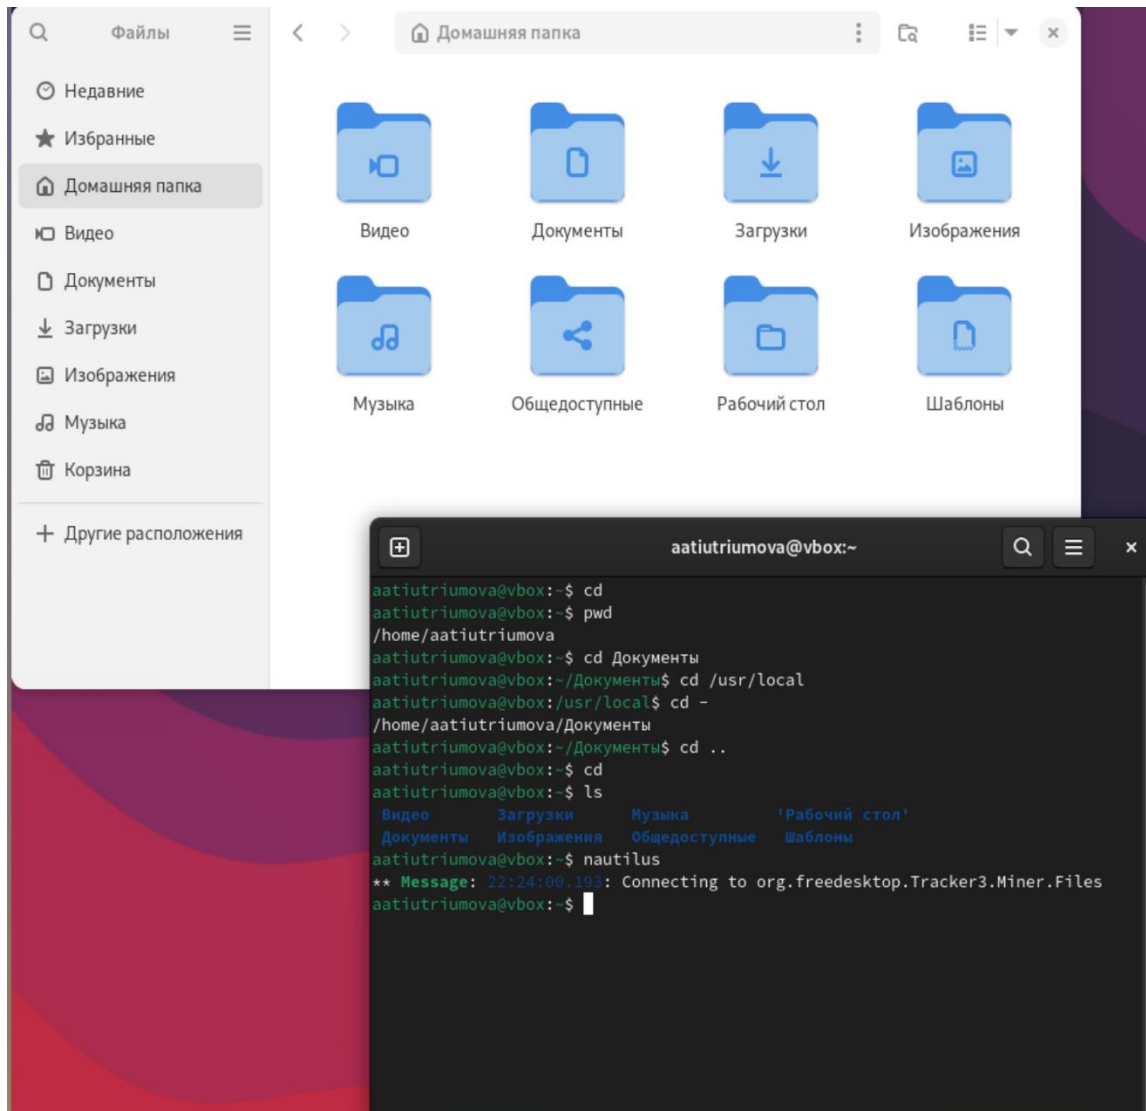 Файлы
Домашняя папка
Недавние
Избранные
Домашняя папка
Видео
Документы
Загрузки
Изображения
Музыка
Корзина
Другие расположения
Видео Документы Загрузки Изображения
Музыка Общедоступные Рабочий стол Шаблоны
aatiutriumova@vbox:~
aatiutriumova@vbox:~$ cd
aatiutriumova@vbox:~$ pwd
/home/aatiutriumova
aatiutriumova@vbox:~$ cd Документы
aatiutriumova@vbox:~/Документы$ cd /usr/local
aatiutriumova@vbox:/usr/local$ cd -
/home/aatiutriumova/Документы
aatiutriumova@vbox:~/Документы$ cd ..
aatiutriumova@vbox:~$ cd
aatiutriumova@vbox:~$ ls
Видео Загрузки Музыка 'Рабочий стол'
Документы Изображения Общедоступные Шаблоны
aatiutriumova@vbox:~$ nautilus
** Message: 22:24:00.193: Connecting to org.freedesktop.Tracker3.Miner.Files
aatiutriumova@vbox:~$